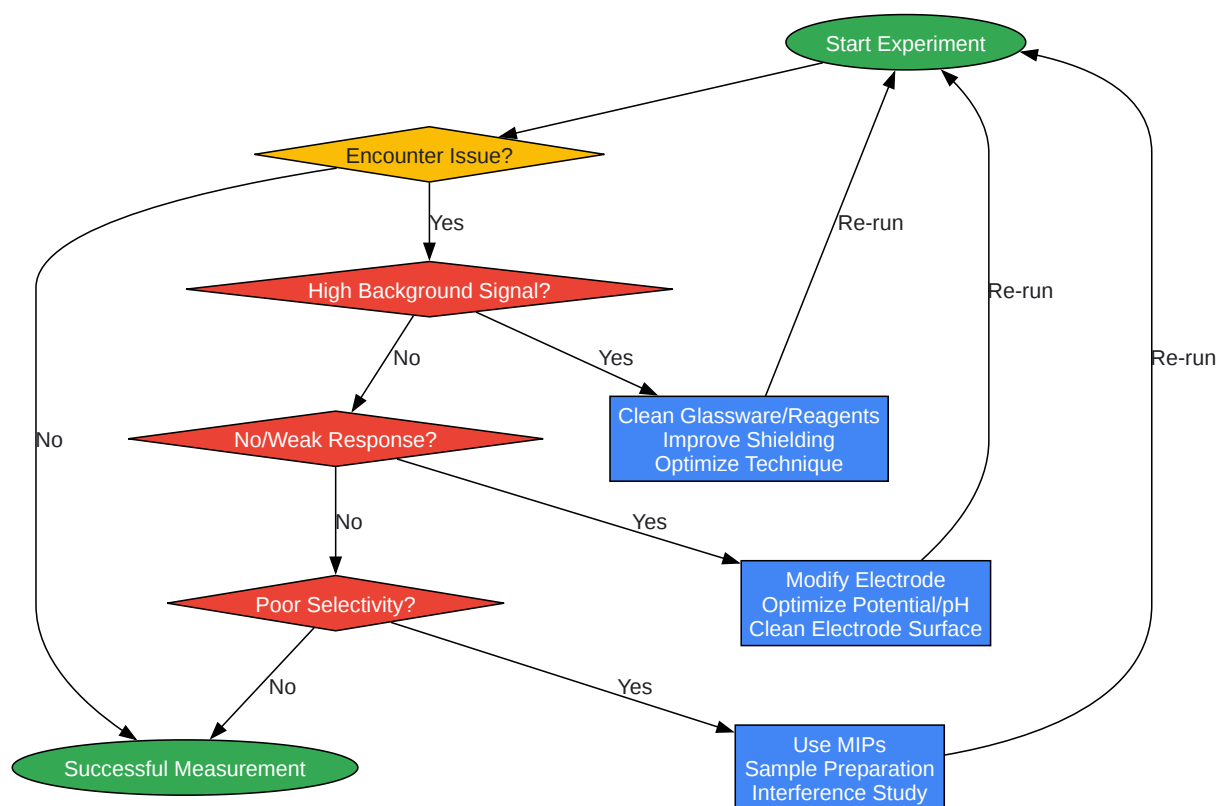 Start Experiment
Encounter Issue?
Yes
Re-run
High Background Signal?
Re-run
No
Yes
Re-run
Clean Glassware/Reagents
Improve Shielding
Optimize Technique
No
No/Weak Response?
No
Yes
Modify Electrode
Optimize Potential/pH
Clean Electrode Surface
Poor Selectivity?
No
Yes
Use MIPs
Sample Preparation
Interference Study
Successful Measurement